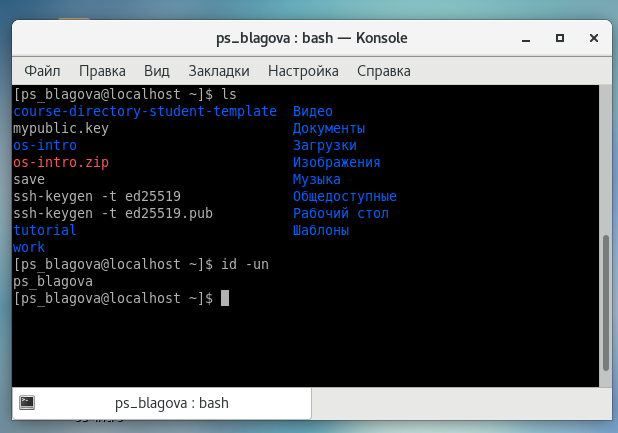 ps_blagova : bash — Konsole
Файл Правка Вид Закладки Настройка Справка
[ps_blagova@localhost ~]$ ls
course-directory-student-template Видео
mypublic.key Документы
os-intro Загрузки
os-intro.zip Изображения
save Музыка
ssh-keygen -t ed25519 Общедоступные
ssh-keygen -t ed25519.pub Рабочий стол
tutorial Шаблоны
work
[ps_blagova@localhost ~]$ id -un
ps_blagova
[ps_blagova@localhost ~]$
ps_blagova : bash